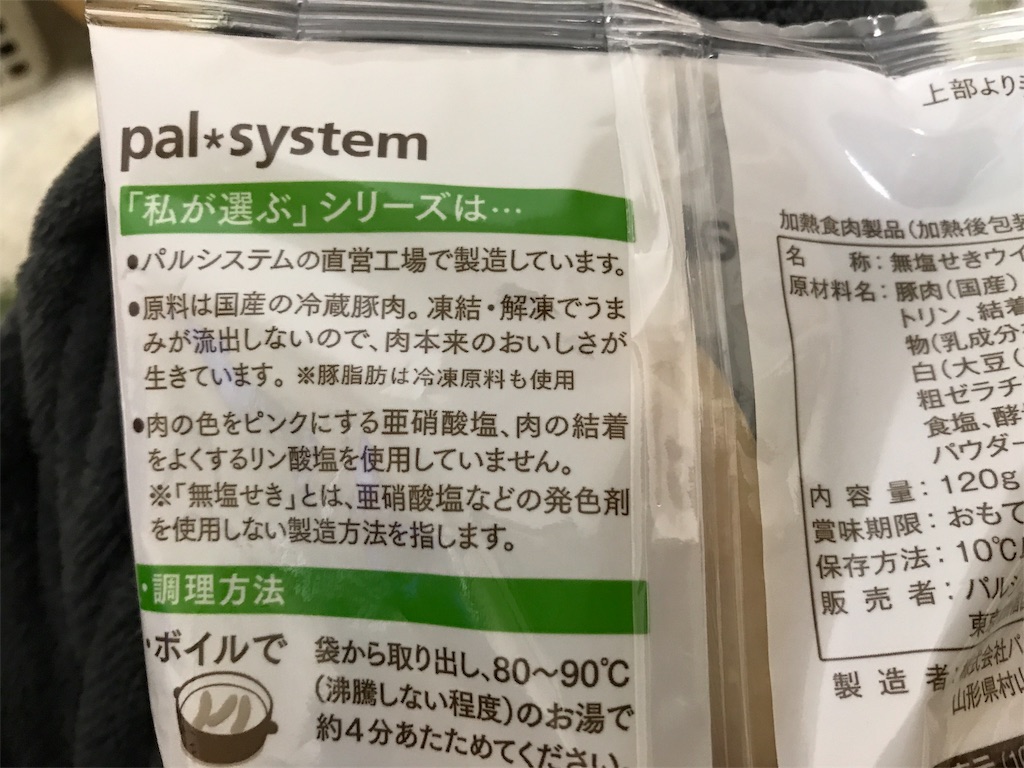 pal*system
「私が選ぶ」シリーズは…
●パルシステムの直営工場で製造しています。
●原料は国産の冷蔵豚肉。凍結・解凍でうま
みが流出しないので、肉本来のおいしさが
生きています。※豚脂肪は冷凍原料も使用
●肉の色をピンクにする亜硝酸塩、肉の結着
をよくするリン酸塩を使用していません。
※「無塩せき」とは、亜硝酸塩などの発色剤
を使用しない製造方法を指します。
・調理方法
・ボイルで
袋から取り出し、80〜90℃
(沸騰しない程度)のお湯で
約4分あたためてください。
上部より
加熱食肉製品(加熱後包装
名 称:無塩せきウイ
原材料名:豚肉(国産)
トリン、結着
物(乳成分
白(大豆(
粗ゼラチ
食塩、酵
パウダー
内容量:120g
賞味期限:おもて
保存方法:10℃
販売者:パルシ
東
製造者:株式会社パ
山形県村山